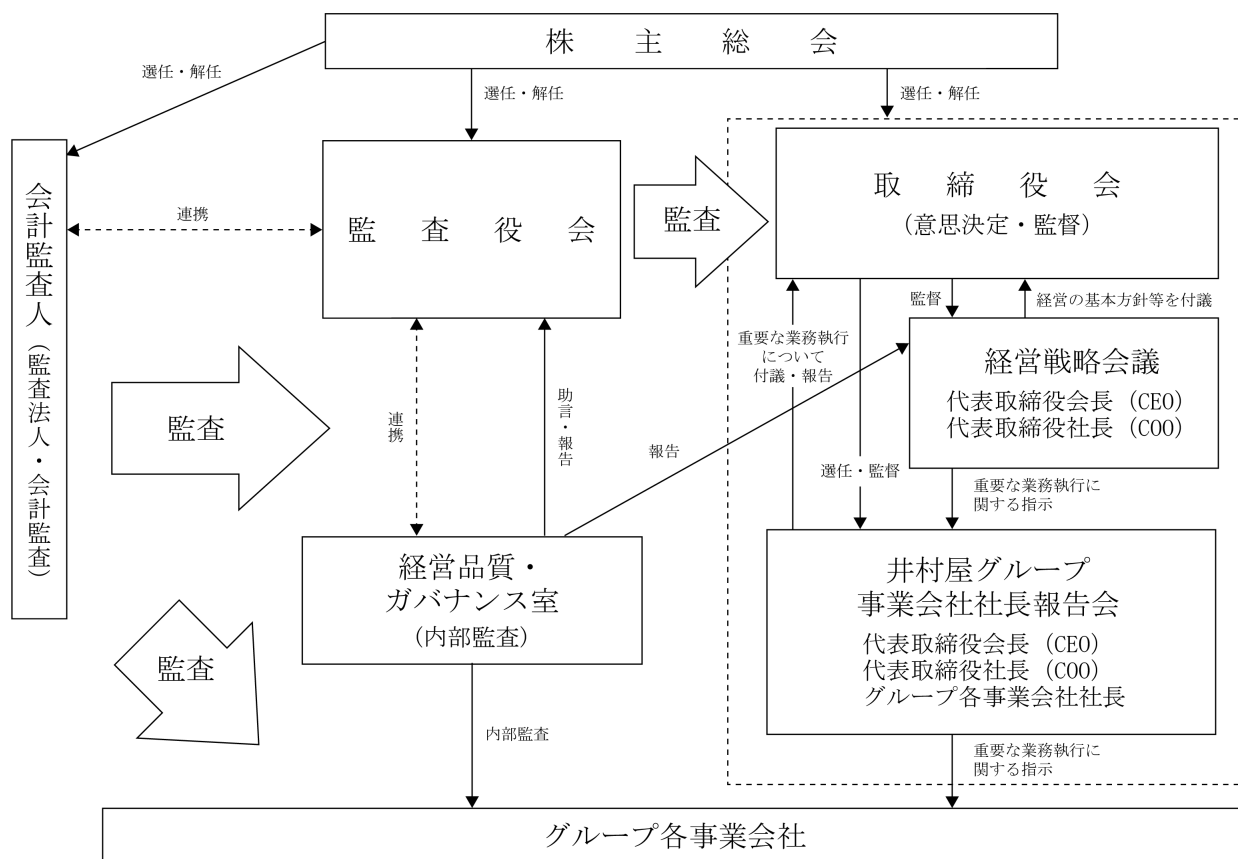 株主総会
選任・解任
選任・解任
選任・解任
会計監査人（監査法人・会計監査）
連携
監査役会
監査
取締役会
（意思決定・監督）
監督
経営の基本方針等を付議
重要な業務執行
について
付議・報告
経営戦略会議
代表取締役会長（CEO）
代表取締役社長（COO）
監査
連携
助言・報告
報告
選任・監督
重要な業務執行に
関する指示
経営品質・
ガバナンス室
（内部監査）
井村屋グループ
事業会社社長報告会
代表取締役会長（CEO）
代表取締役社長（COO）
グループ各事業会社社長
監査
内部監査
重要な業務執行に
関する指示
グループ各事業会社